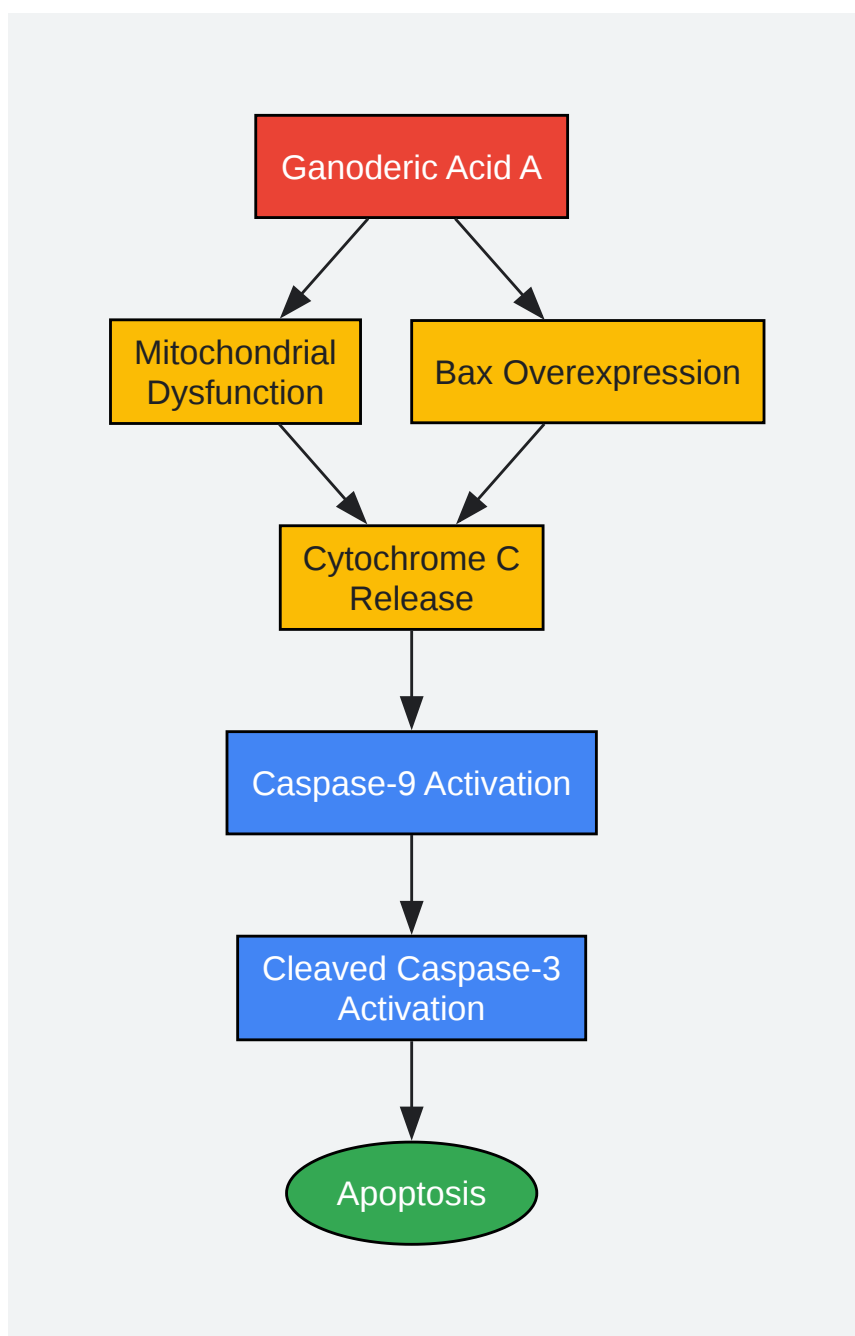 Ganoderic Acid A
Mitochondrial
Dysfunction
Bax Overexpression
Cytochrome C
Release
Caspase-9 Activation
Cleaved Caspase-3
Activation
Apoptosis